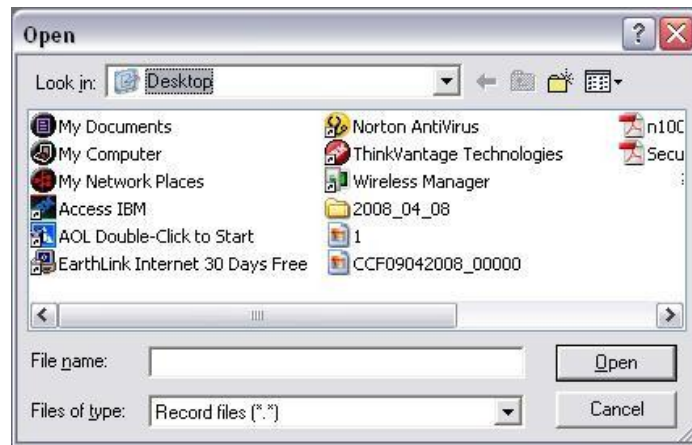 Open
Look in: Desktop
My Documents
My Computer
My Network Places
Access IBM
AOL Double-Click to Start
EarthLink Internet 30 Days Free
Norton AntiVirus
ThinkVantage Technologies
Wireless Manager
2008_04_08
1
CCF09042008_00000
n10C
Secu
File name:
Open
Files of type: Record files (*.*)
Cancel